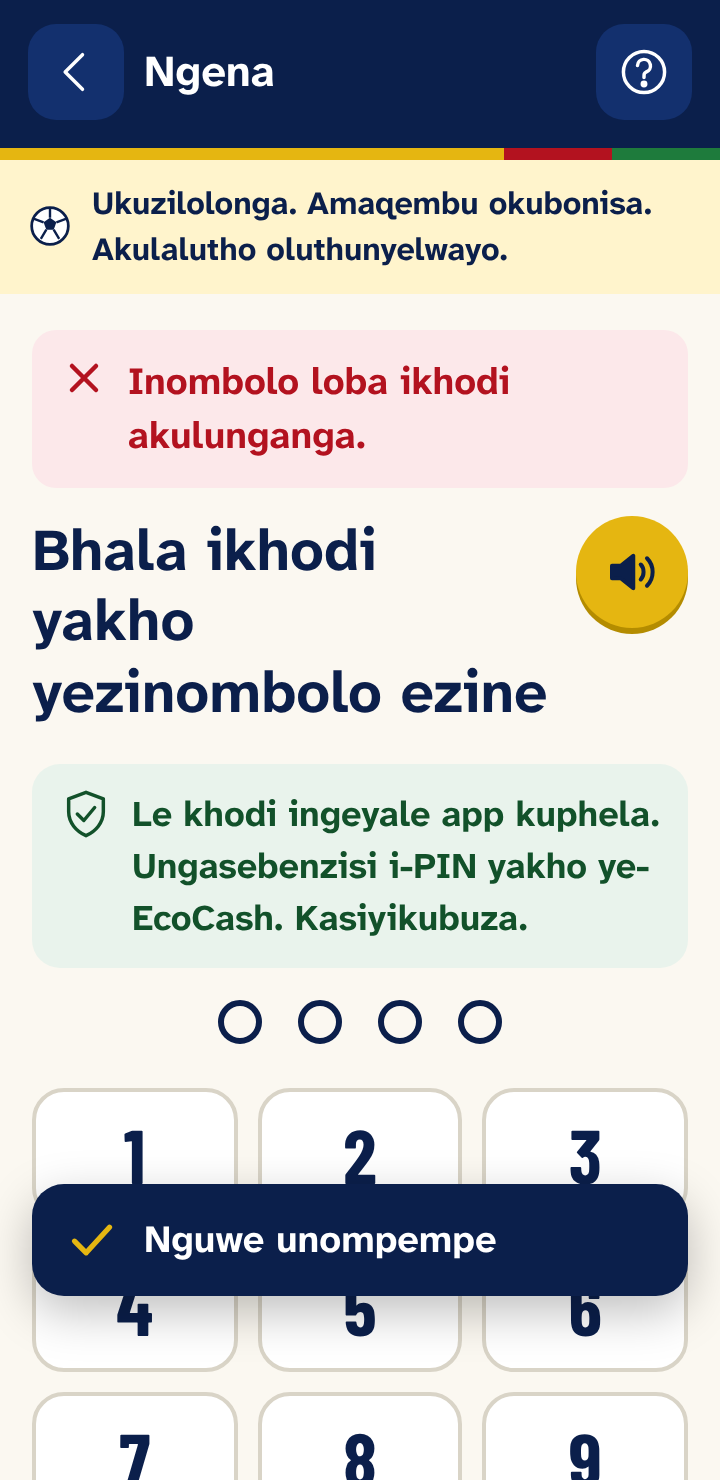 Ngena
Ukuzilolonga. Amaqembu okubonisa.
Akulalutho oluthunyelwayo.
Inombolo loba ikhodi
akulunganga.
Bhala ikhodi
yakho
yezinombolo ezine
Le khodi ingeyale app kuphela.
Ungasebenzisi i-PIN yakho ye-
EcoCash. Kasiyikubuza.
1 2 3
Nguwe unompempe
4 5 6
7 8 9